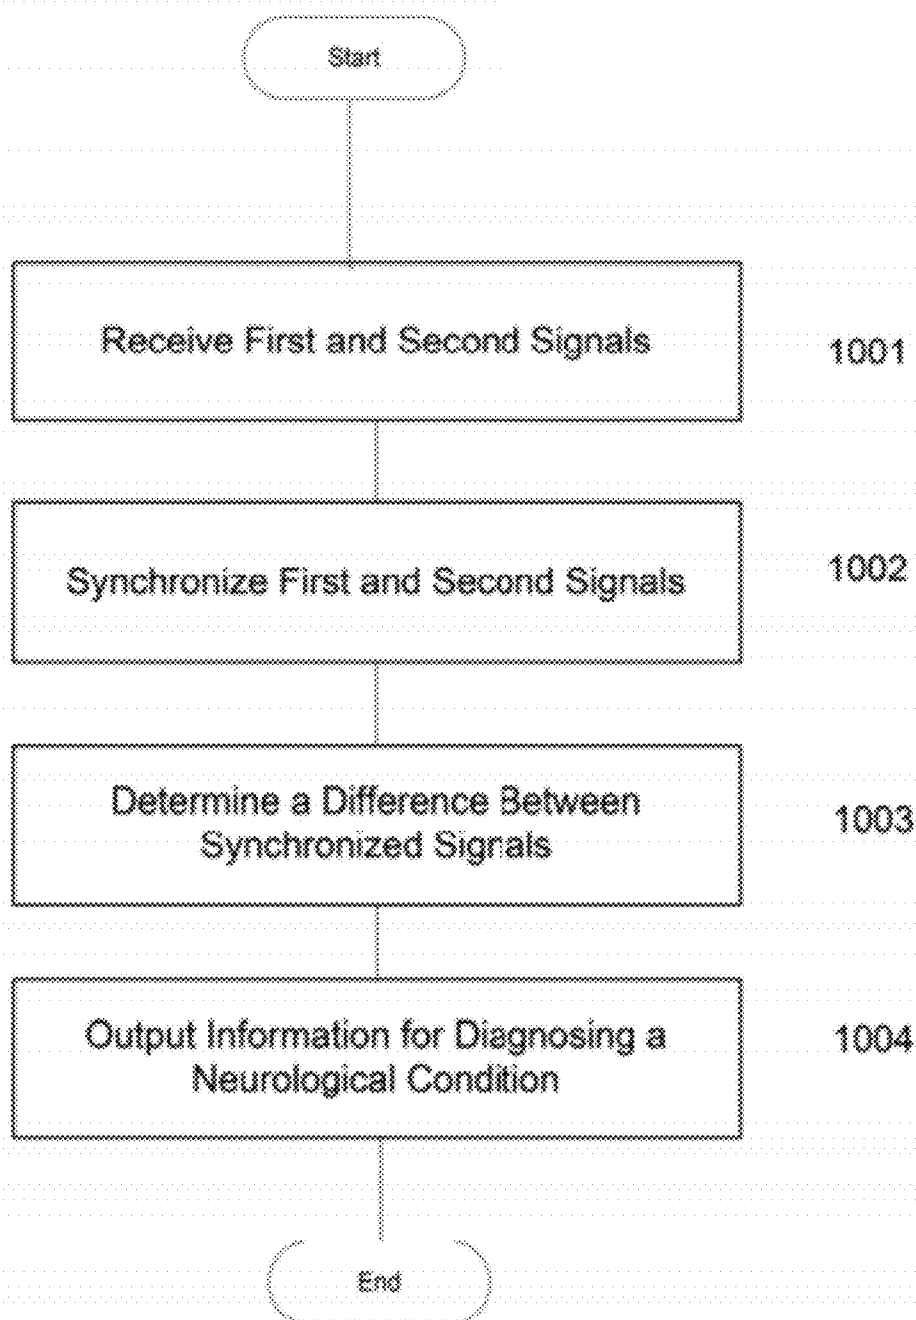 Start
Receive First and Second Signals
1001
Synchronize First and Second Signals
1002
Determine a Difference Between
Synchronized Signals
1003
Output Information for Diagnosing a
Neurological Condition
1004
End